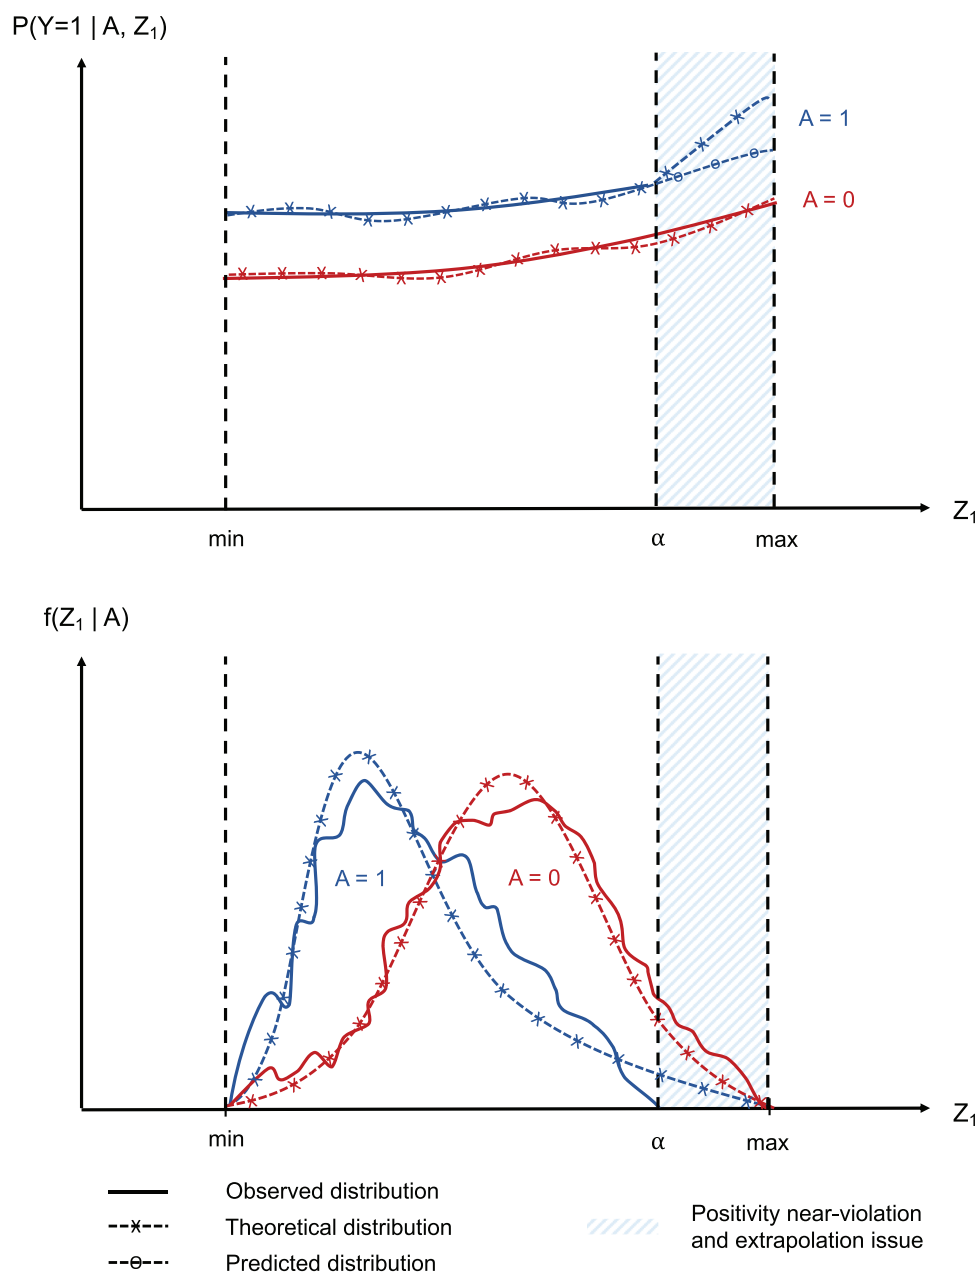 P(Y=1 | A, Z₁)
A = 1
A = 0
Z₁
min
α
max
f(Z₁ | A)
A = 1
A = 0
Z₁
min
α
max
Observed distribution
Theoretical distribution
Predicted distribution
Positivity near-violation
and extrapolation issue